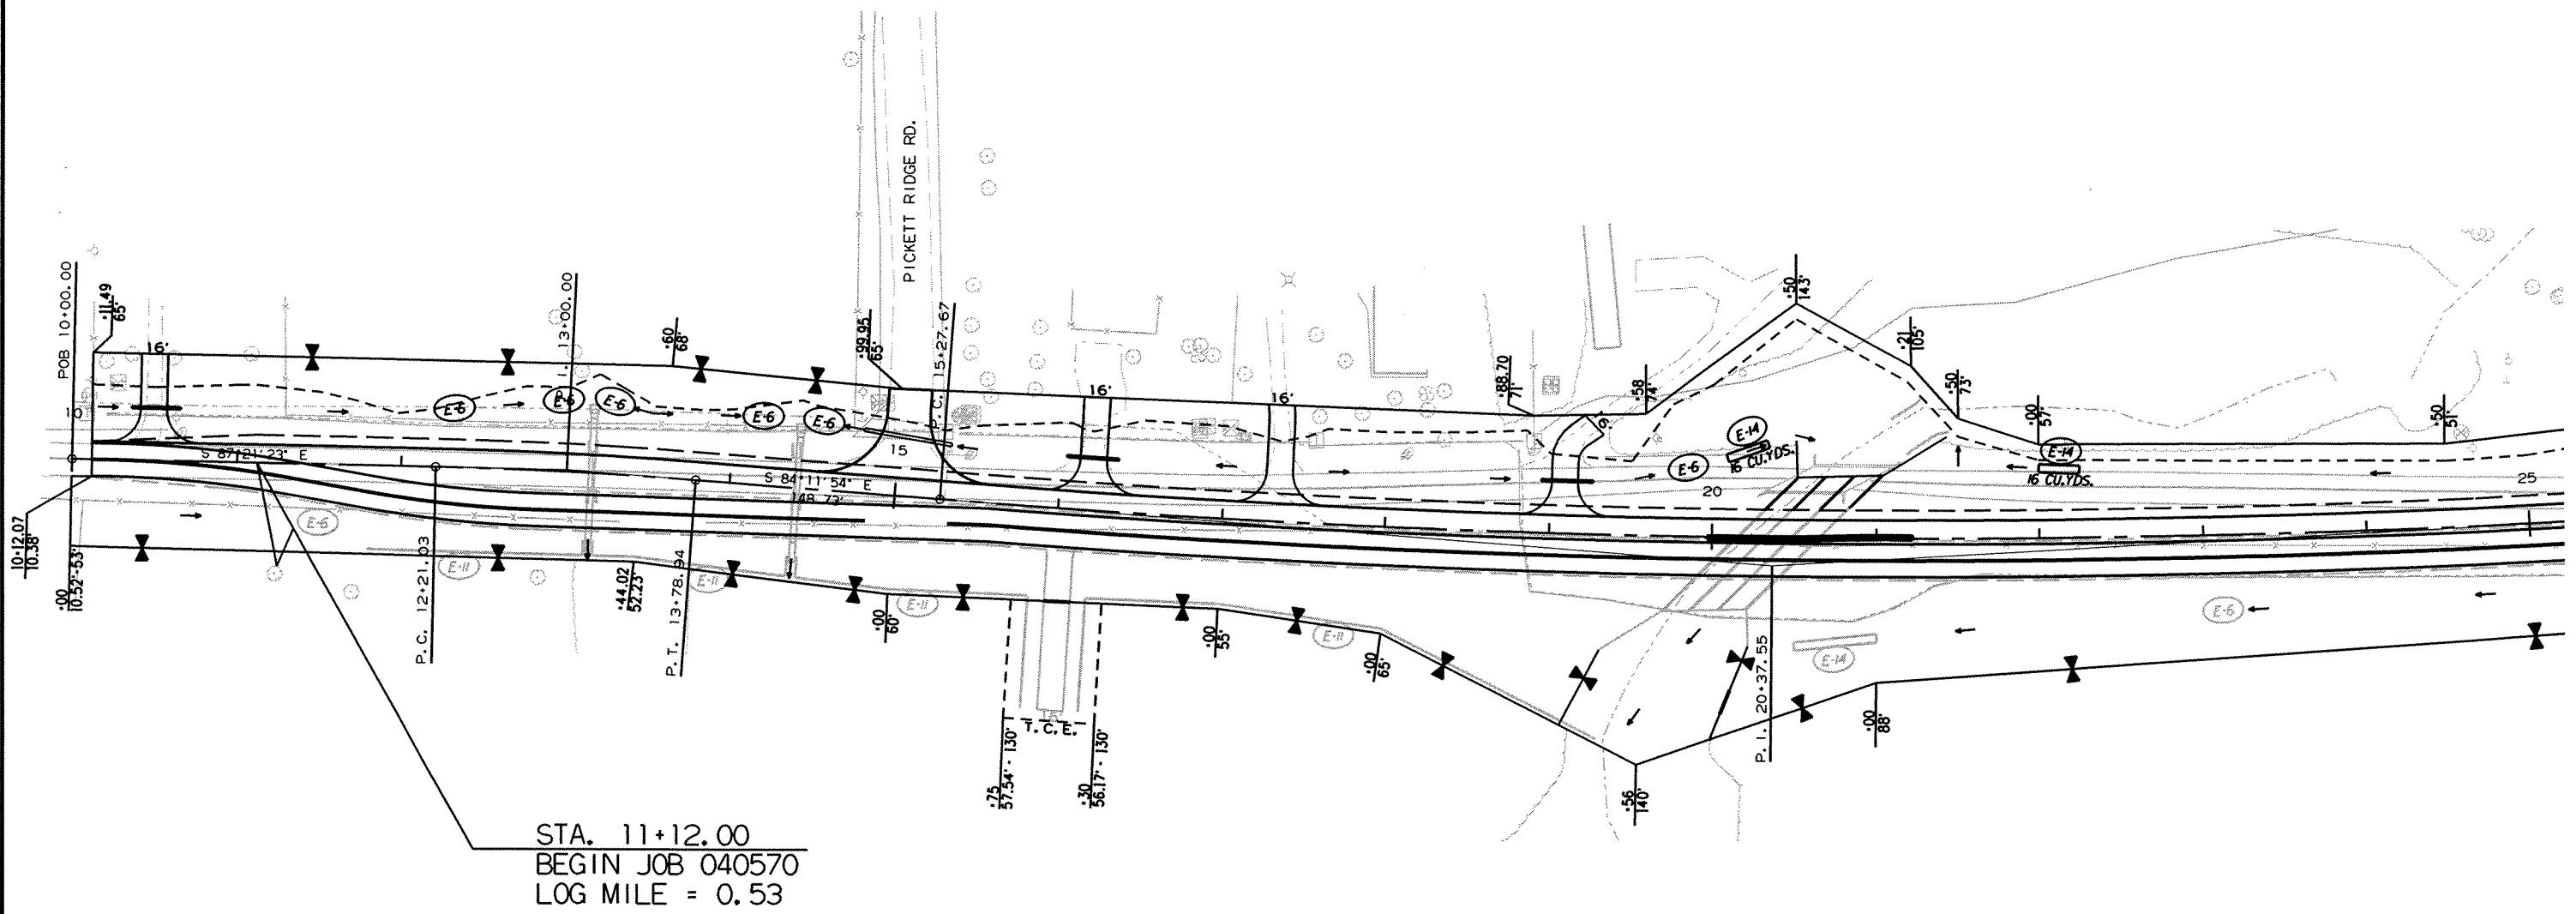 POB 10+00.00
+11.49
65'
16'
10
P.I. 13+00.00
+60
68'
+99.95
65'
PICKETT RIDGE RD.
P.C. 15+27.67
16'
16'
+88.70
71'
16'
+58
74'
+50
143'
+21
105'
+50
73'
+00
57'
+50
51'
E-6
E-6
E-6
E-6
E-6
E-6
E-14
16 CU.YDS.
E-14
16 CU.YDS.
S 87°21'23" E
S 84°11'54" E
148.73'
15
20
25
10+12.07
10.38'
+00
10.52'-53'
E-6
E-11
P.C. 12+21.03
+44.02
52.23'
P.T. 13+78.94
E-11
+00
60'
E-11
+75
57.54'-130'
16'
T.C.E.
+30
56.17'-130'
+00
55'
E-11
+00
65'
+56
140'
P.I. 20+37.55
E-14
+00
88'
E-6
STA. 11+12.00
BEGIN JOB 040570
LOG MILE = 0.53